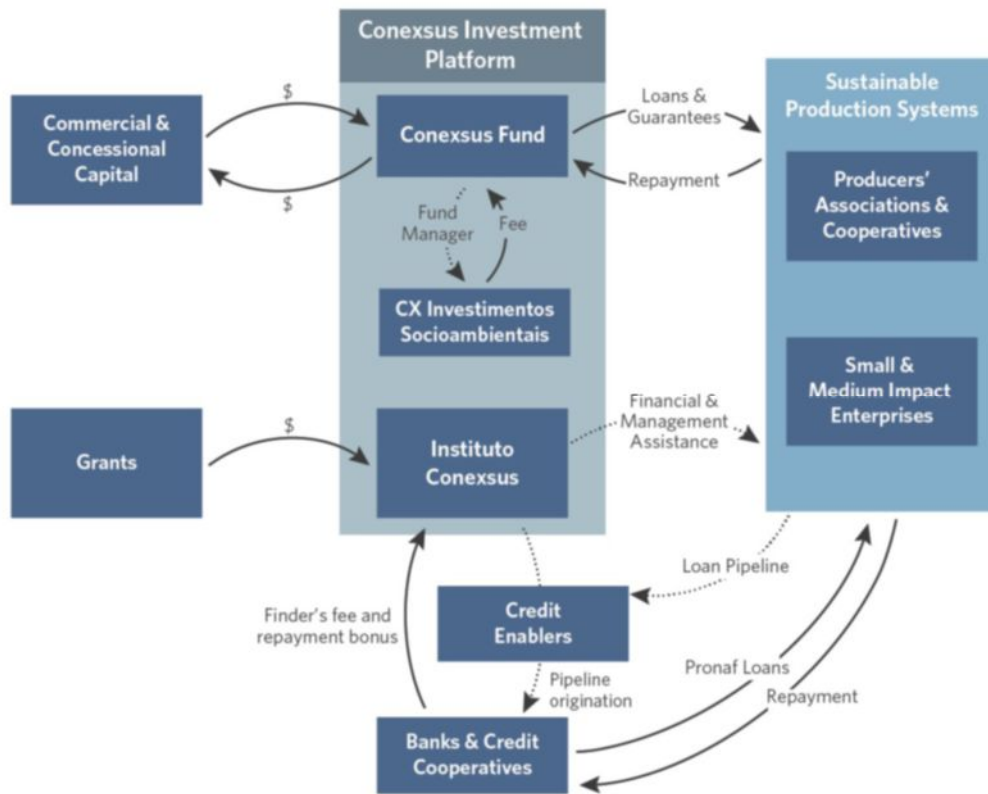 Conexsus Investment
Platform
Commercial &
Concessional
Capital
$
$
Conexsus Fund
Loans &
Guarantees
Repayment
Sustainable
Production Systems
Producers'
Associations &
Cooperatives
Fund
Manager
Fee
CX Investimentos
Socioambientais
Small &
Medium Impact
Enterprises
Grants
$
Instituto
Conexsus
Financial &
Management
Assistance
Loan Pipeline
Finder's fee and
repayment bonus
Credit
Enablers
Pipeline
origination
Pronaf Loans
Repayment
Banks & Credit
Cooperatives